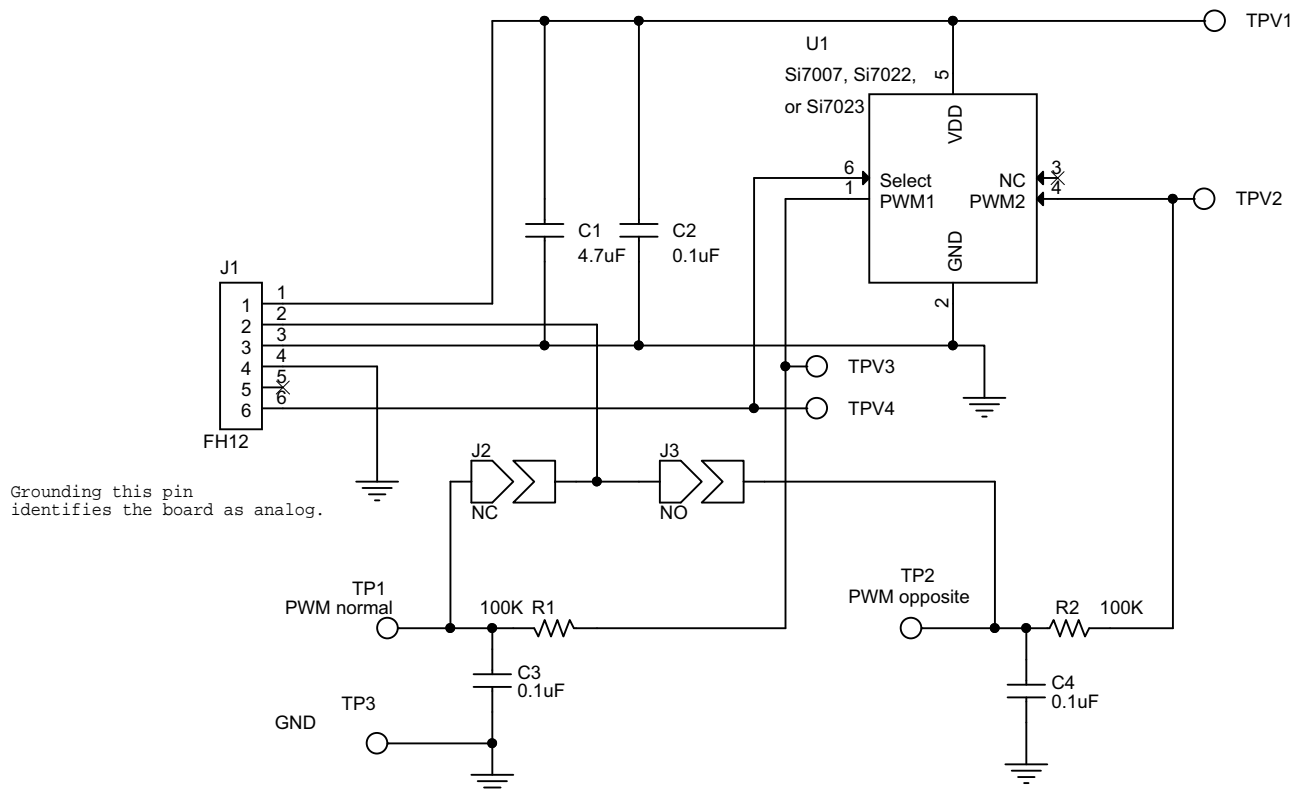 TPV1
U1
Si7007, Si7022,
or Si7023
5
VDD
6
Select
NC
3
1
PWM1
PWM2
4
TPV2
GND
2
C1
4.7uF
C2
0.1uF
J1
1
1
2
2
3
3
4
4
5
5
6
6
FH12
TPV3
TPV4
J2
NC
J3
NO
Grounding this pin
identifies the board as analog.
TP1
PWM normal
100K
R1
C3
0.1uF
TP3
GND
TP2
PWM opposite
R2
100K
C4
0.1uF